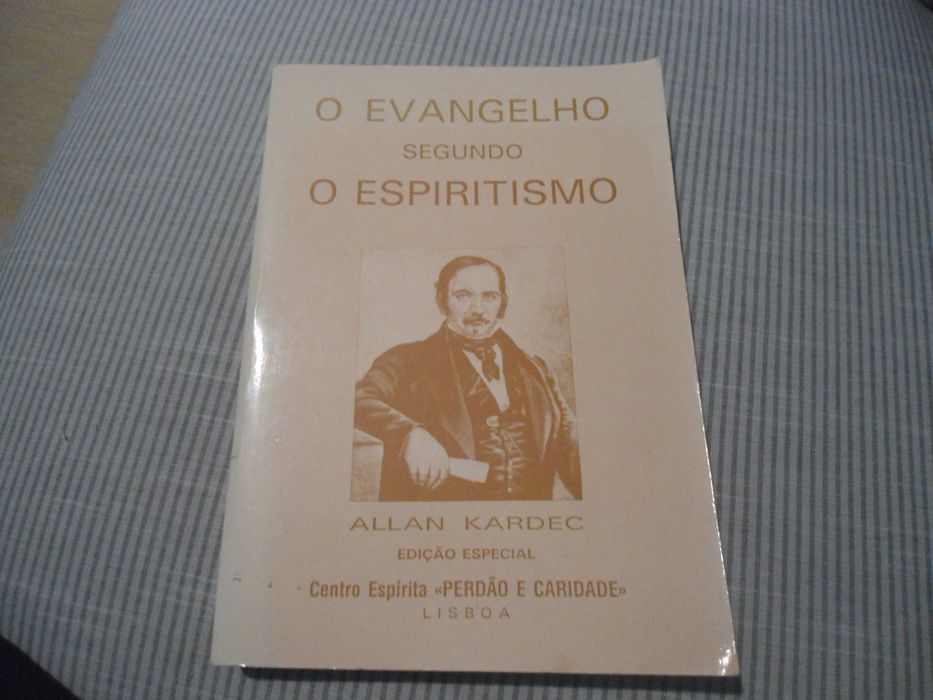 O EVANGELHO
SEGUNDO
O ESPIRITISMO
ALLAN KARDEC
EDIÇÃO ESPECIAL
Centro Espírita «PERDÃO E CARIDADE»
LISBOA